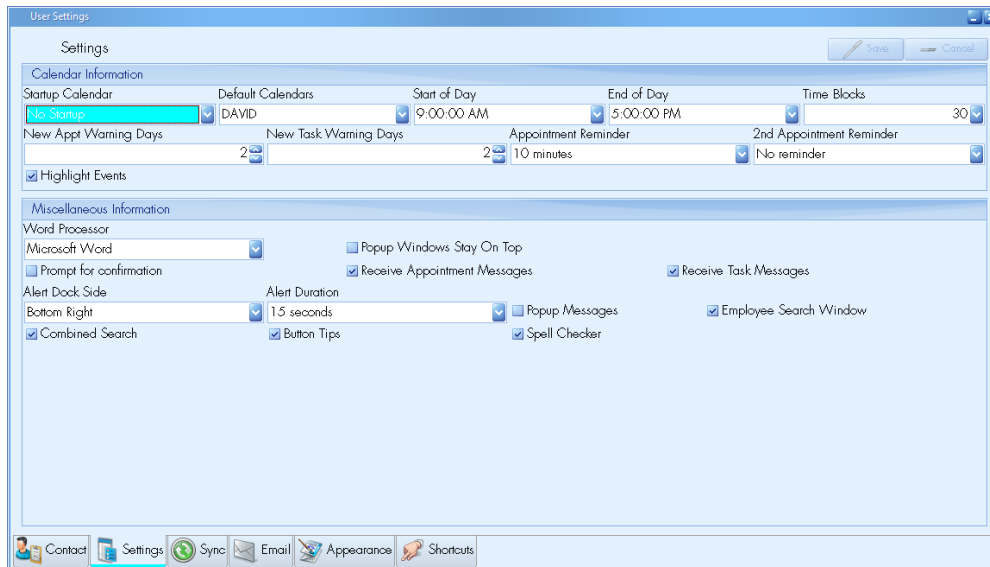 User Settings
Settings
Save Cancel
Calendar Information
Startup Calendar Default Calendars Start of Day End of Day Time Blocks
No Startup DAVID 9:00:00 AM 5:00:00 PM 30
New Appt Warning Days New Task Warning Days Appointment Reminder 2nd Appointment Reminder
2 2 10 minutes No reminder
Highlight Events
Miscellaneous Information
Word Processor
Microsoft Word Popup Windows Stay On Top
Prompt for confirmation Receive Appointment Messages Receive Task Messages
Alert Dock Side Alert Duration
Bottom Right 15 seconds Popup Messages Employee Search Window
Combined Search Button Tips Spell Checker
Contact Settings Sync Email Appearance Shortcuts